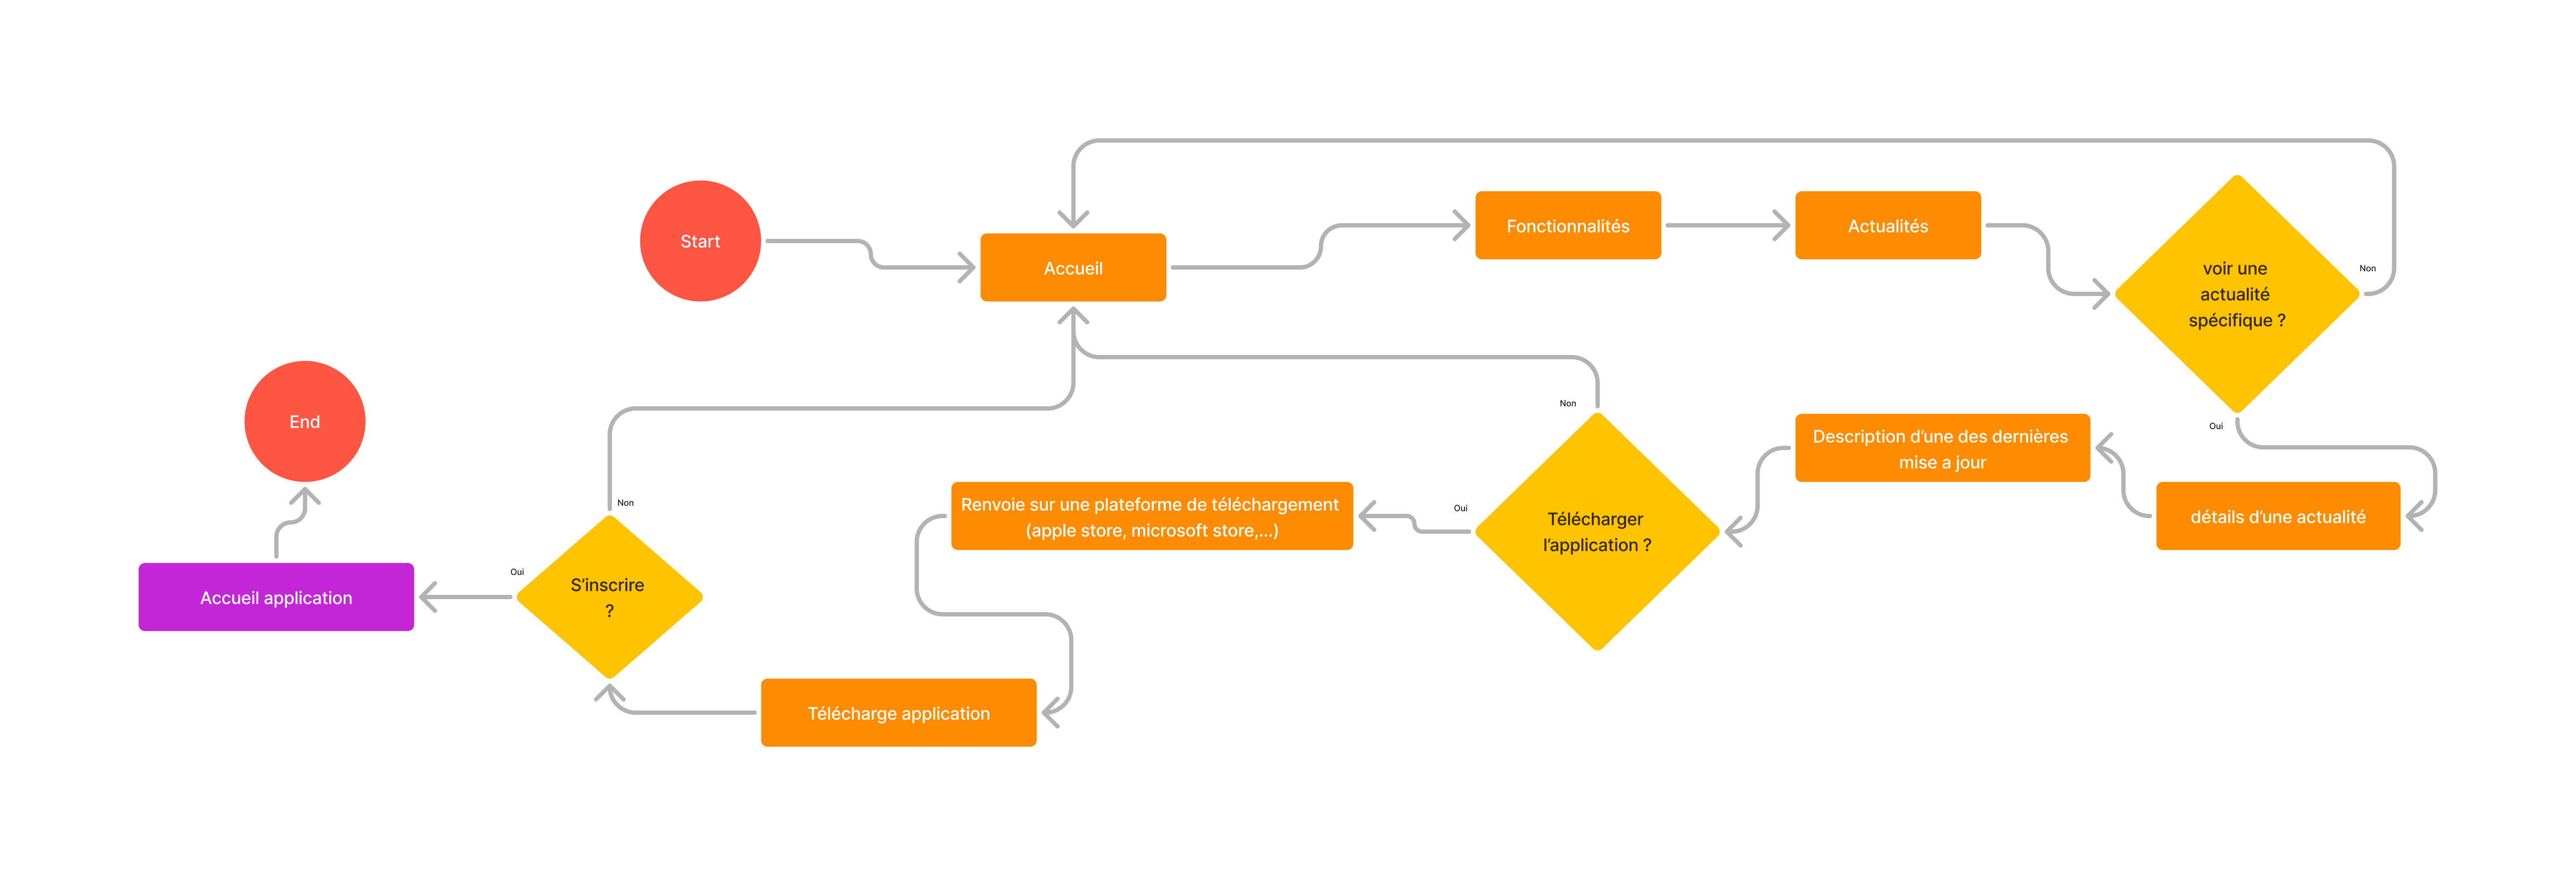 Start
Accueil
Fonctionnalités
Actualités
voir une
actualité
spécifique ?
Non
Oui
détails d’une actualité
Description d’une des dernières
mise a jour
Télécharger
l’application ?
Non
Oui
Renvoie sur une plateforme de téléchargement
(apple store, microsoft store,...)
Télécharge application
S’inscrire
?
Non
Oui
Accueil application
End